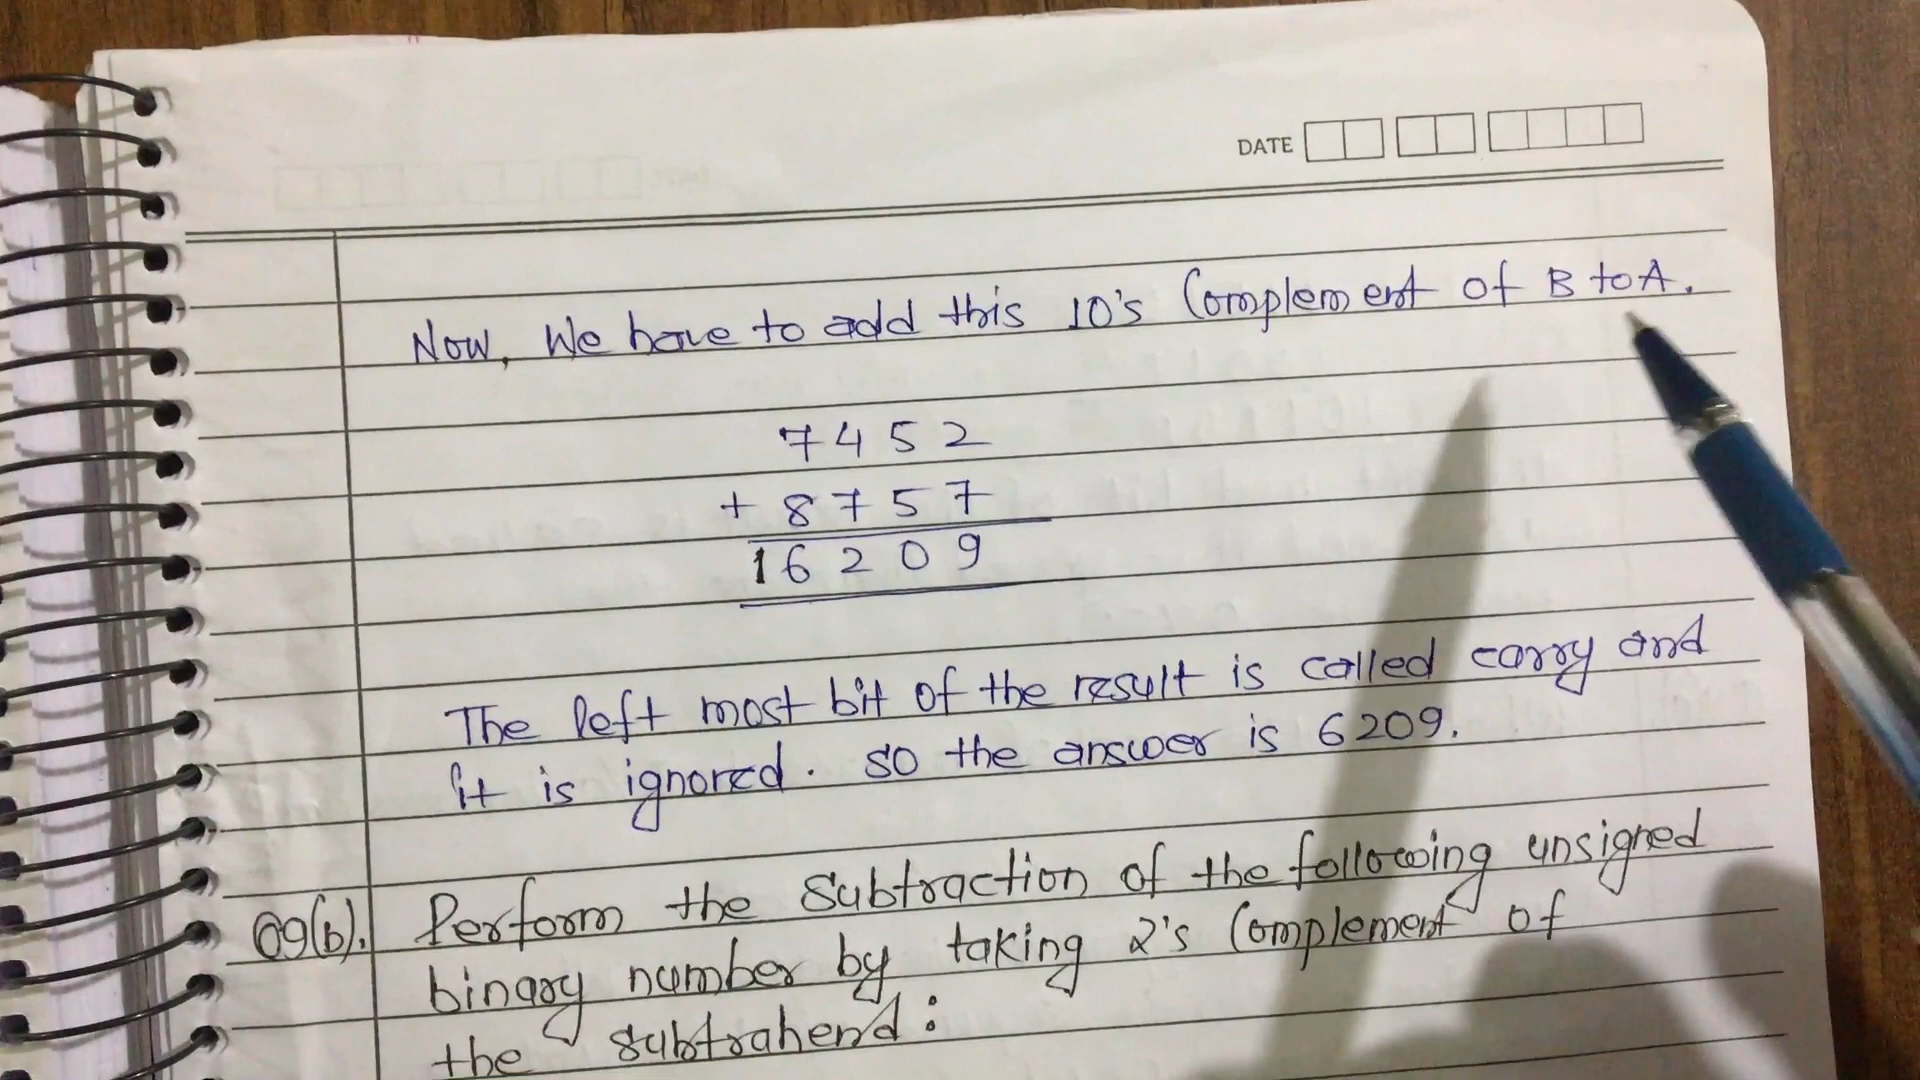 DATE
Now, We have to add this 10's Complement of B to A.
7452
+ 8757
16209
The left most bit of the result is called carry and
it is ignored. so the answer is 6209.
Q9(b). Perform the Subtraction of the following unsigned
binary number by taking 2's Complement of
the subtrahend: